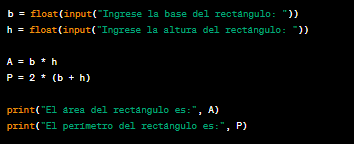 b = float(input("Ingrese la base del rectángulo: "))
h = float(input("Ingrese la altura del rectángulo: "))
A = b * h
P = 2 * (b + h)
print("El área del rectángulo es:", A)
print("El perímetro del rectángulo es:", P)